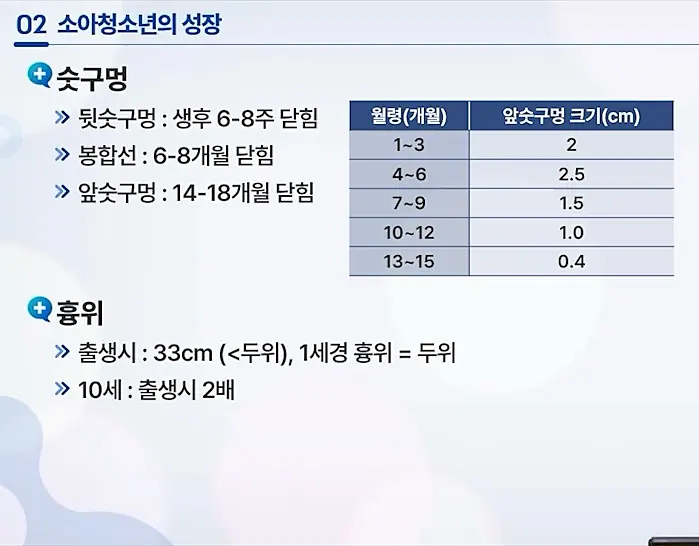 02 소아청소년의 성장
숫구멍
뒷숫구멍 : 생후 6-8주 닫힘
봉합선 : 6-8개월 닫힘
앞숫구멍 : 14-18개월 닫힘
월령(개월) 앞숫구멍 크기(cm)
1~3 2
4~6 2.5
7~9 1.5
10~12 1.0
13~15 0.4
흉위
출생시 : 33cm (<두위), 1세경 흉위 = 두위
10세 : 출생시 2배